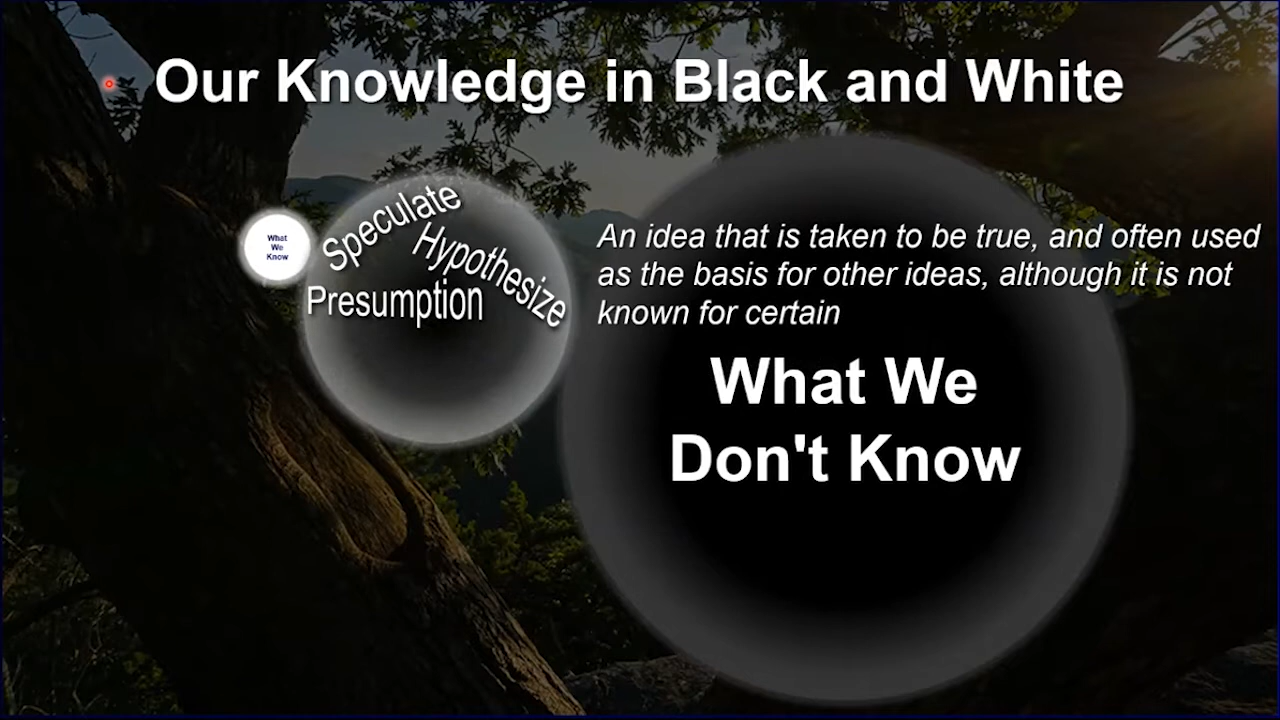 Our Knowledge in Black and White
What
We
Know
Speculate
Hypothesize
Presumption
An idea that is taken to be true, and often used
as the basis for other ideas, although it is not
known for certain
What We
Don't Know